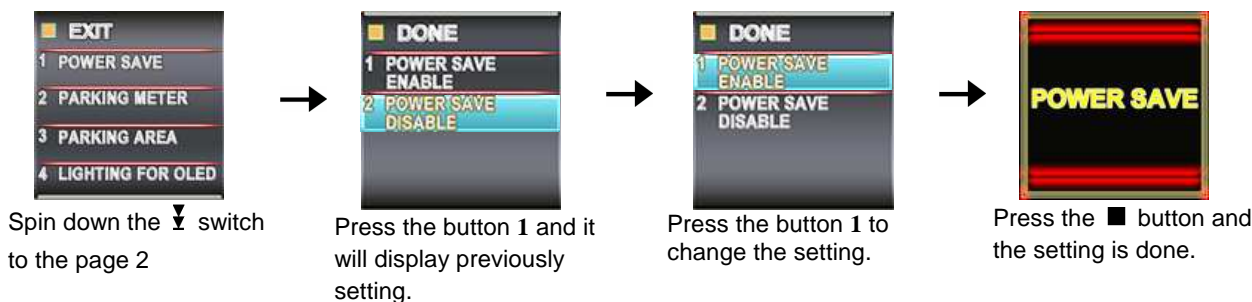 EXIT
1 POWER SAVE
2 PARKING METER
3 PARKING AREA
4 LIGHTING FOR OLED
Spin down the switch
to the page 2
DONE
1 POWER SAVE
ENABLE
2 POWER SAVE
DISABLE
Press the button 1 and it
will display previously
setting.
DONE
1 POWER SAVE
ENABLE
2 POWER SAVE
DISABLE
Press the button 1 to
change the setting.
POWER SAVE
Press the ■ button and
the setting is done.